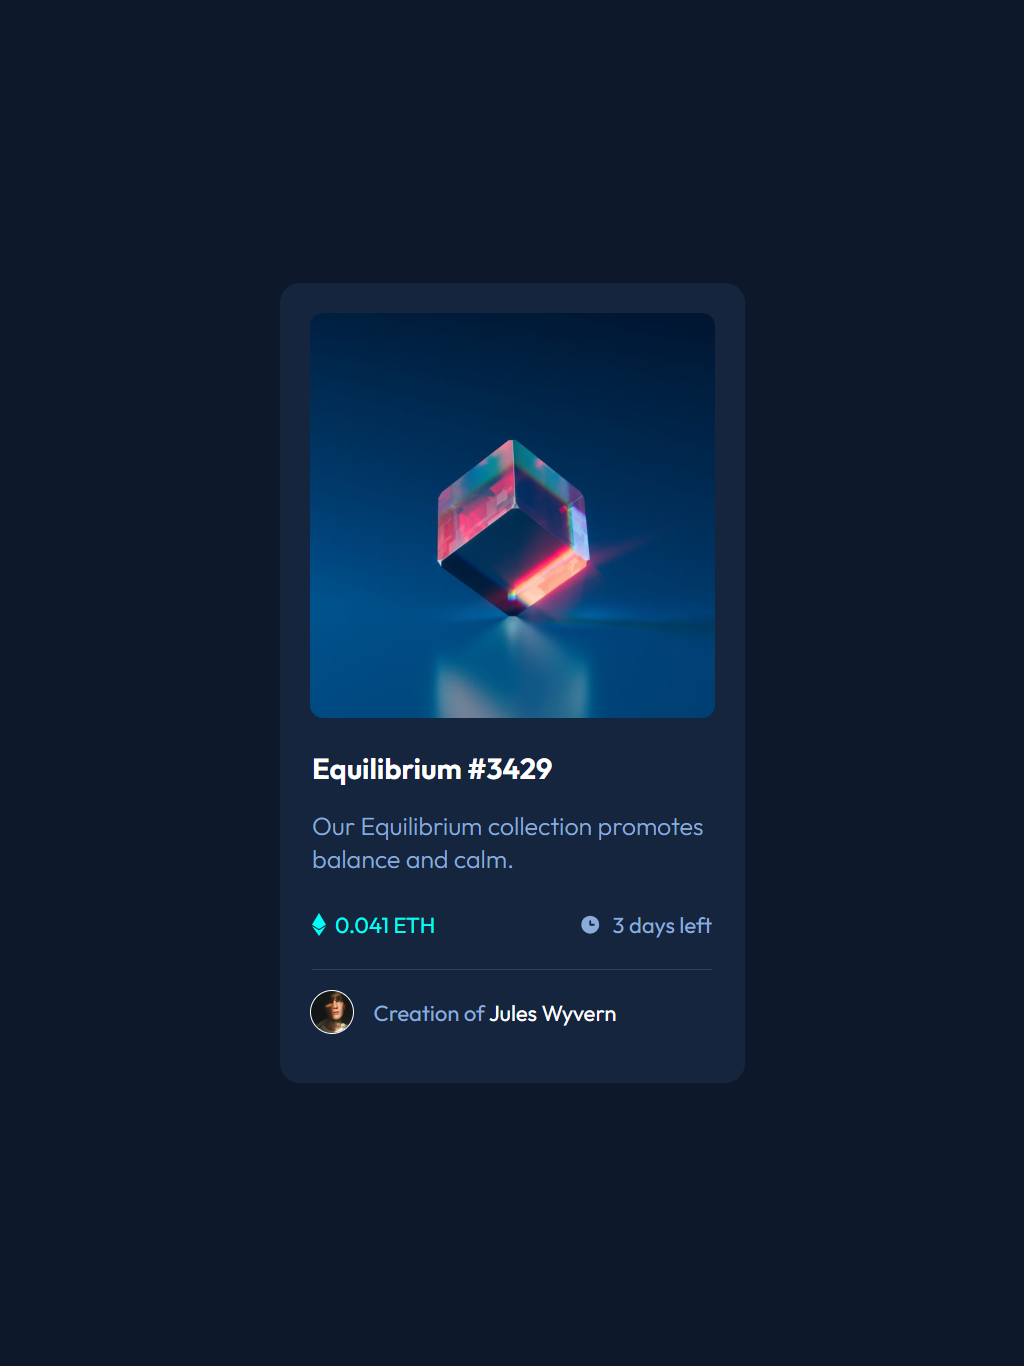 Equilibrium #3429
Our Equilibrium collection promotes
balance and calm.
0.041 ETH
3 days left
Creation of Jules Wyvern